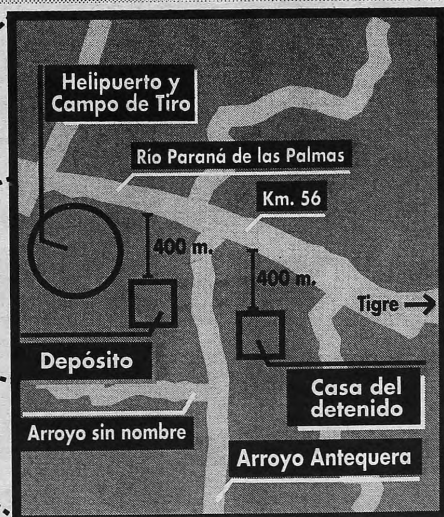 Helipuerto y
Campo de Tiro
Río Paraná de las Palmas
Km. 56
400 m.
400 m.
Tigre
Depósito
Casa del
detenido
Arroyo sin nombre
Arroyo Antequera